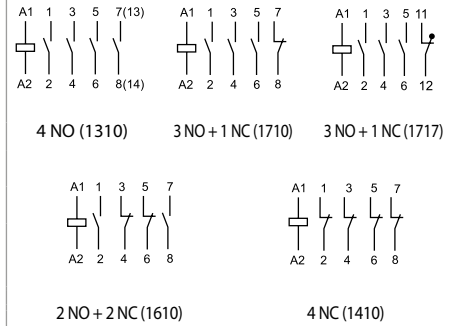 A1 1 3 5 7(13)
A2 2 4 6 8(14)
4 NO (1310)
A1 1 3 5 7
A2 2 4 6 8
3 NO + 1 NC (1710)
A1 1 3 5 11
A2 2 4 6 12
3 NO + 1 NC (1717)
A1 1 3 5 7
A2 2 4 6 8
2 NO + 2 NC (1610)
A1 1 3 5 7
A2 2 4 6 8
4 NC (1410)